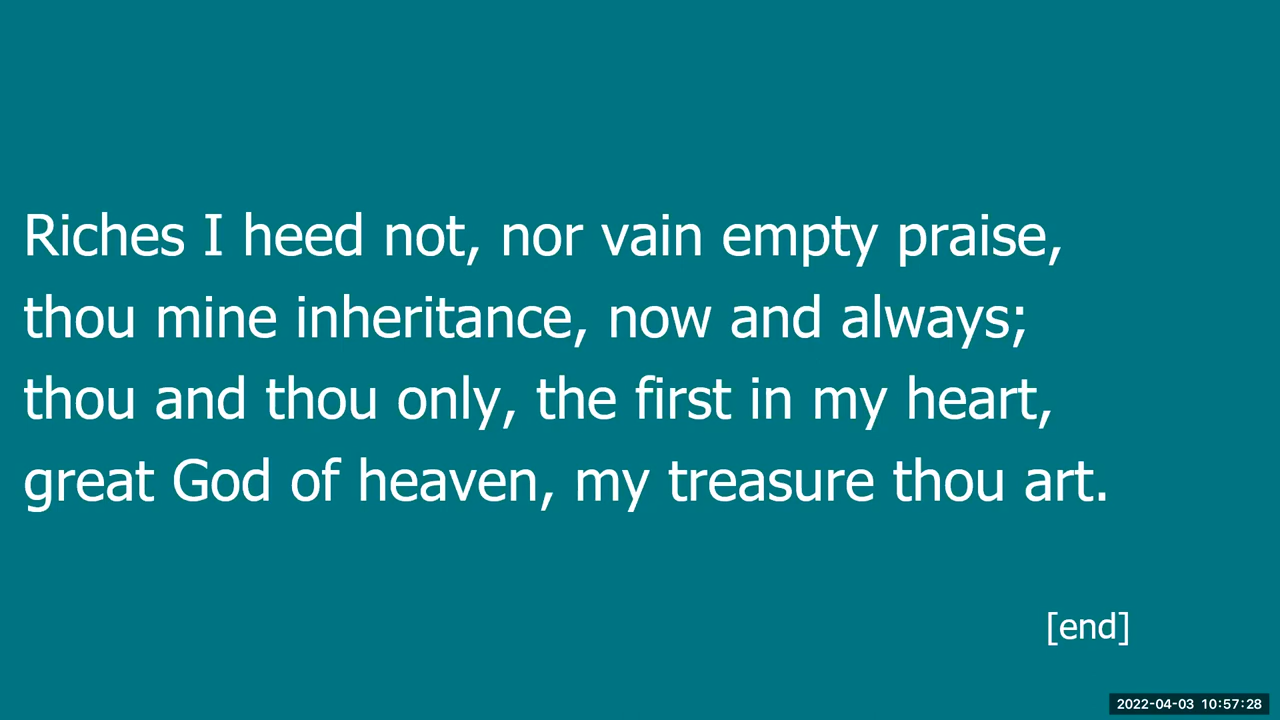 Riches I heed not, nor vain empty praise,
thou mine inheritance, now and always;
thou and thou only, the first in my heart,
great God of heaven, my treasure thou art.
[end]
2022-04-03 10:57:28